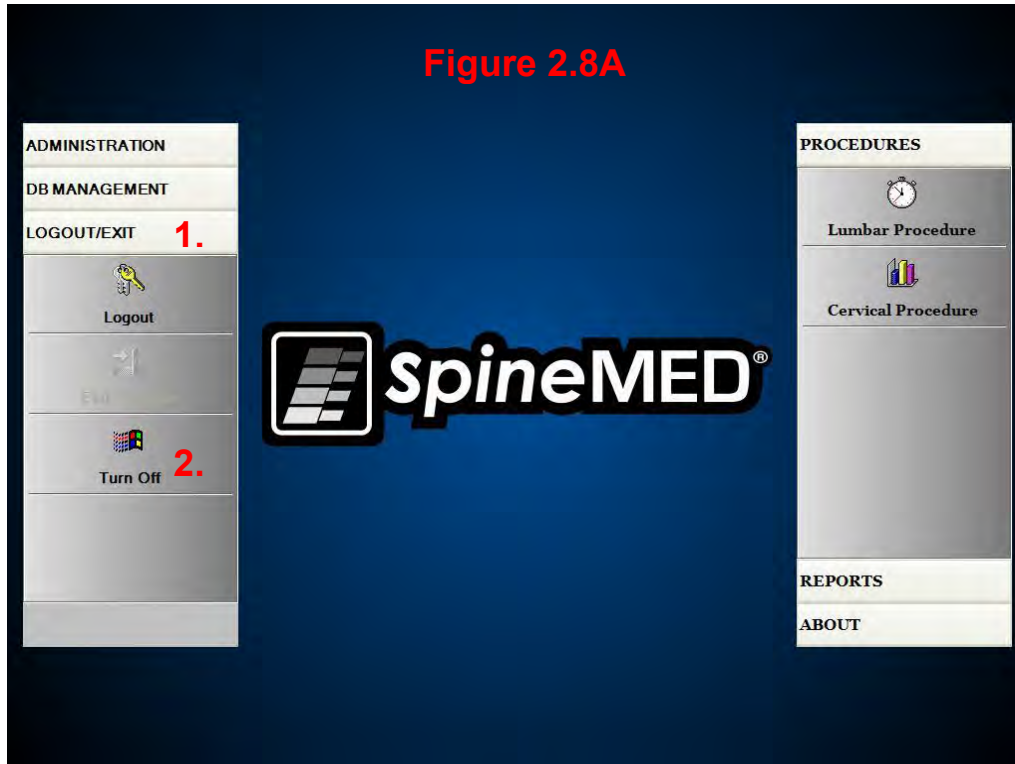 Figure 2.8A
ADMINISTRATION
DB MANAGEMENT
LOGOUT/EXIT 1.
Logout
Exit
Turn Off 2.
SpineMED®
PROCEDURES
Lumbar Procedure
Cervical Procedure
REPORTS
ABOUT